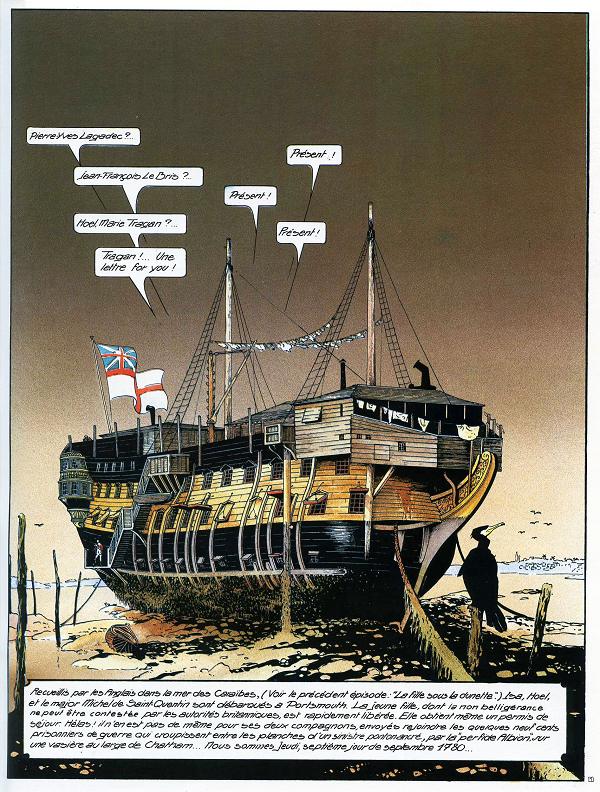 Pierre-Yves Lagadec ?...
Présent !
Jean-François Le Bris ?...
Présent !
Hoel, Marie Tragan ?...
Présent !
Tragan !... Une
lettre for you !
Recueillis par les Anglais dans la mer des Caraïbes, (Voir le précédent épisode : "La fille sous la dunette".) Isa, Hoel,
et le major Michel de Saint-Quentin sont débarqués à Portsmouth. La jeune fille, dont la non belligérance
ne peut être contestée par les autorités britanniques, est rapidement libérée. Elle obtient même un permis de
séjour. Hélas ! il n'en est pas de même pour ses deux compagnons, envoyés rejoindre les quelques neuf cents
prisonniers de guerre qui croupissent entre les planches d'un sinistre ponton ancré, par la perfide Albion, sur
une vasière au large de Chatham... Nous sommes, jeudi, septième jour de septembre 1780...